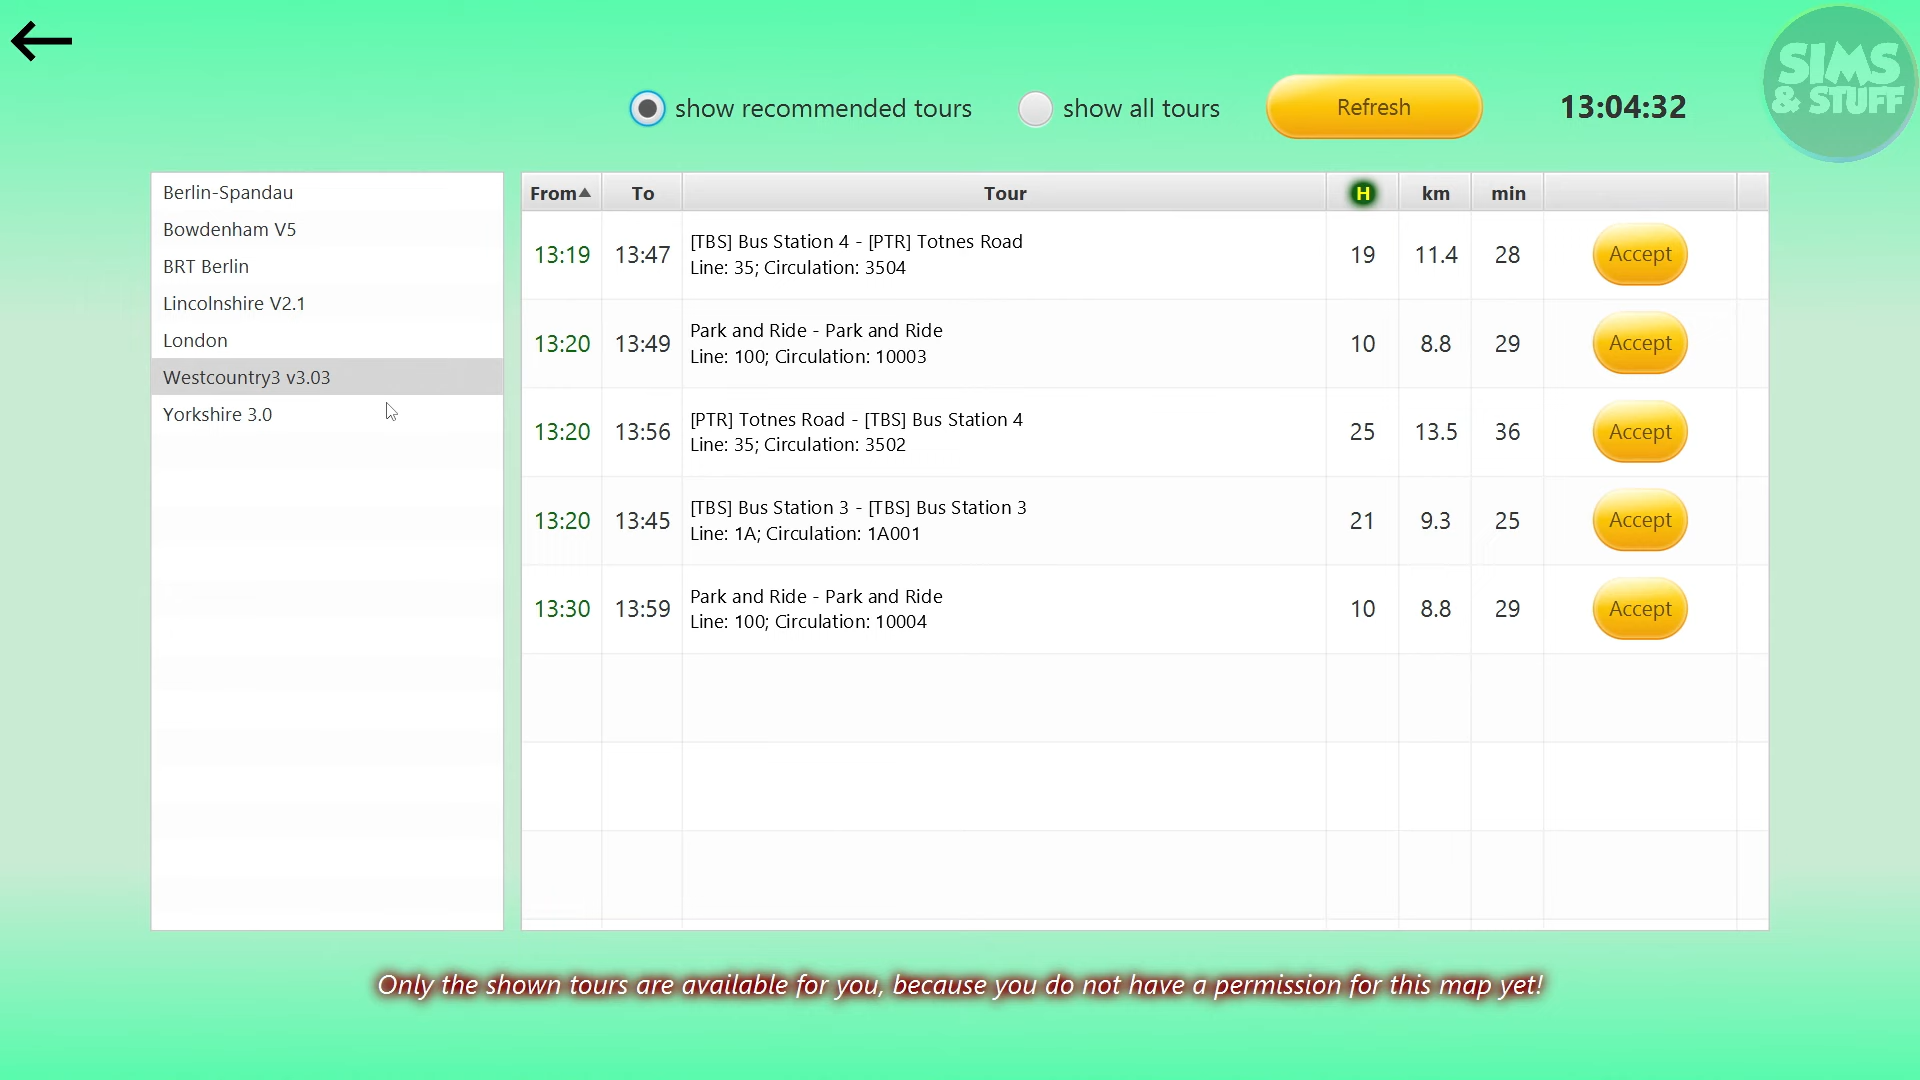 show recommended tours
show all tours
Refresh
13:04:32
SIMS
& STUFF
Berlin-Spandau
Bowdenham V5
BRT Berlin
Lincolnshire V2.1
London
Westcountry3 v3.03
Yorkshire 3.0
From To Tour H km min
13:19 13:47 [TBS] Bus Station 4 - [PTR] Totnes Road 19 11.4 28 Accept
Line: 35; Circulation: 3504
13:20 13:49 Park and Ride - Park and Ride 10 8.8 29 Accept
Line: 100; Circulation: 10003
13:20 13:56 [PTR] Totnes Road - [TBS] Bus Station 4 25 13.5 36 Accept
Line: 35; Circulation: 3502
13:20 13:45 [TBS] Bus Station 3 - [TBS] Bus Station 3 21 9.3 25 Accept
Line: 1A; Circulation: 1A001
13:30 13:59 Park and Ride - Park and Ride 10 8.8 29 Accept
Line: 100; Circulation: 10004
Only the shown tours are available for you, because you do not have a permission for this map yet!